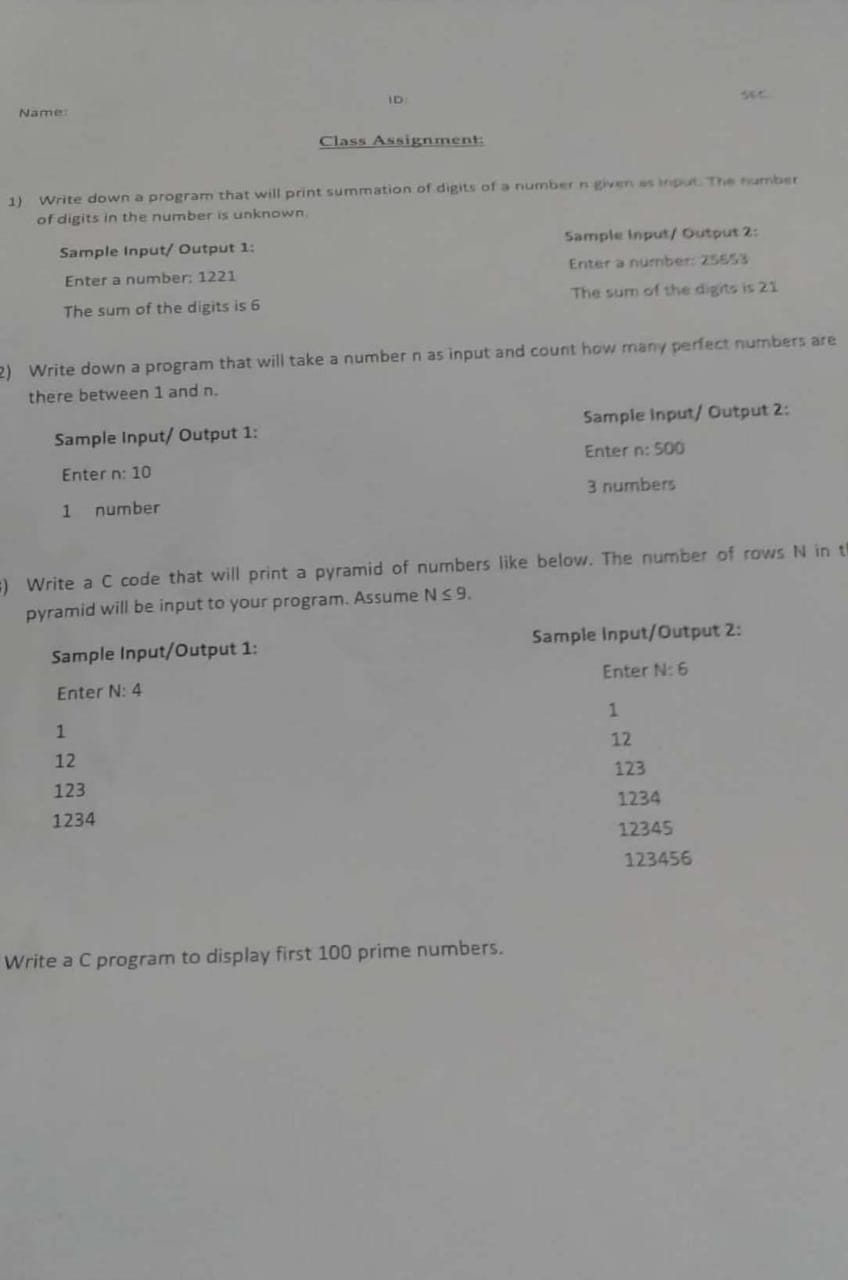 Name:
ID:
SEC
Class Assignment:
1) Write down a program that will print summation of digits of a number n given as input. The number
of digits in the number is unknown.
Sample Input/ Output 1:
Enter a number: 1221
The sum of the digits is 6
Sample Input/ Output 2:
Enter a number: 25653
The sum of the digits is 21
2) Write down a program that will take a number n as input and count how many perfect numbers are
there between 1 and n.
Sample Input/ Output 1:
Enter n: 10
1 number
Sample Input/ Output 2:
Enter n: 500
3 numbers
) Write a C code that will print a pyramid of numbers like below. The number of rows N in t
pyramid will be input to your program. Assume N ≤ 9.
Sample Input/Output 1:
Enter N: 4
1
12
123
1234
Sample Input/Output 2:
Enter N: 6
1
12
123
1234
12345
123456
Write a C program to display first 100 prime numbers.